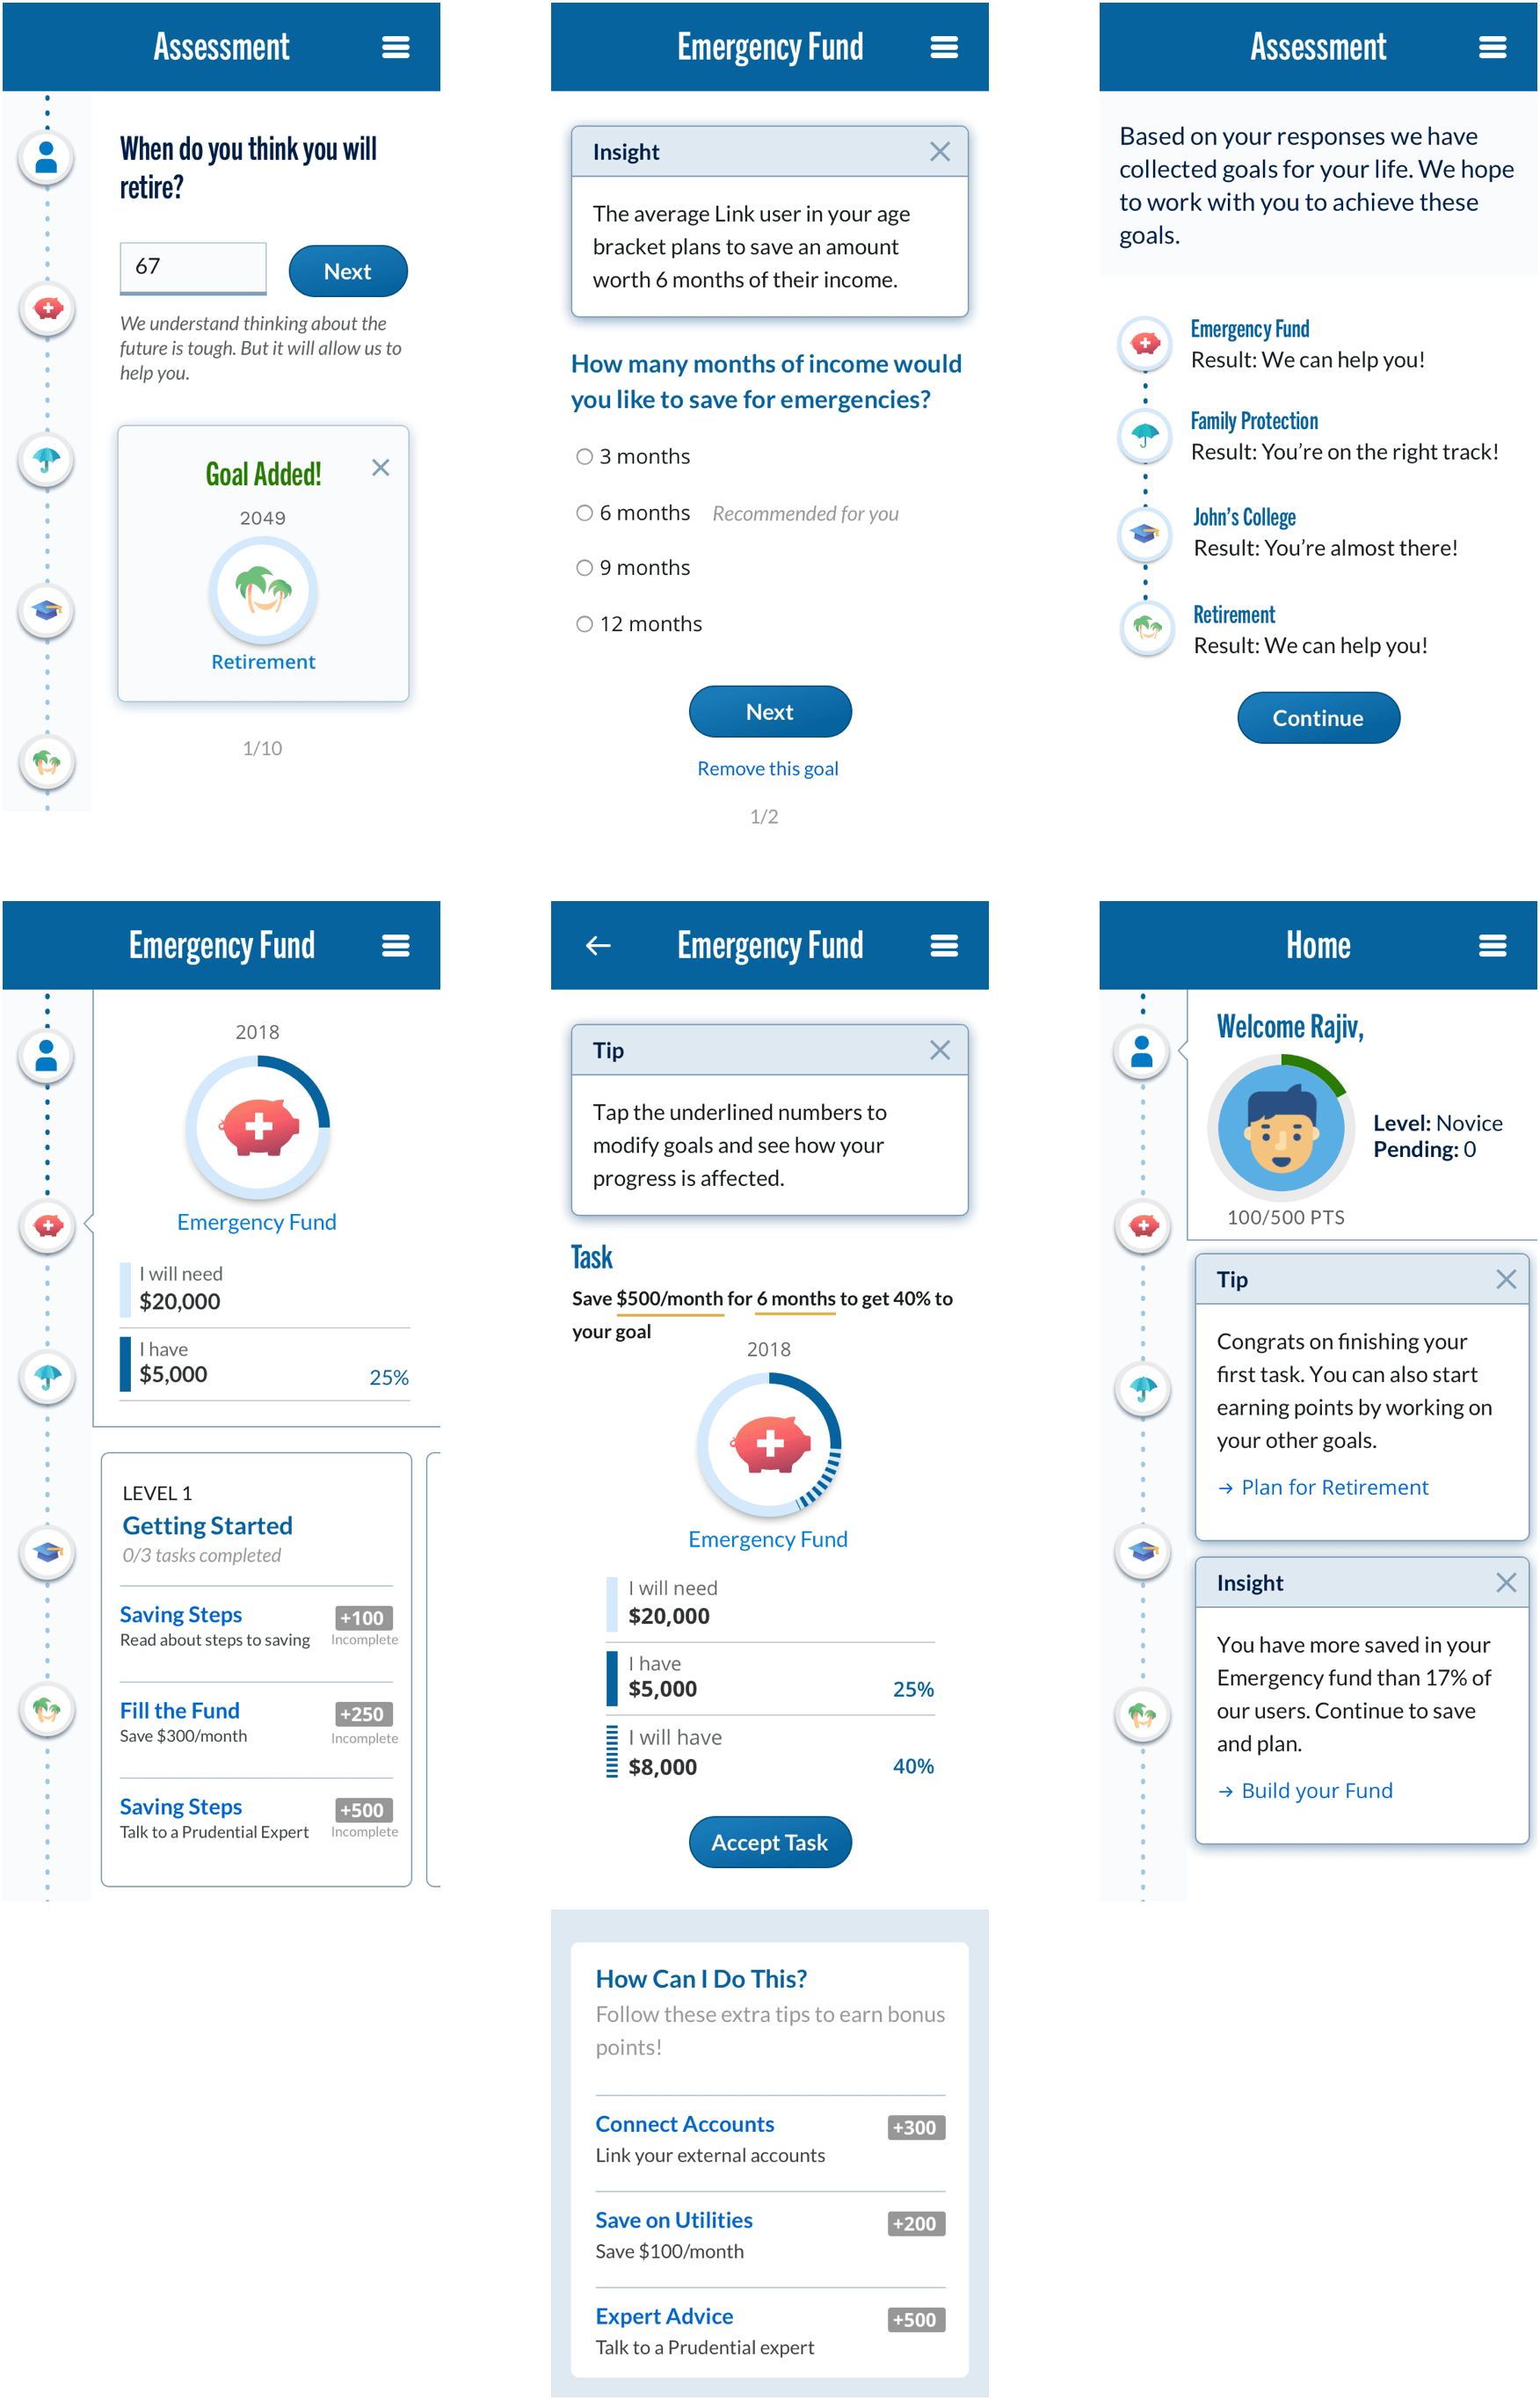 Assessment
When do you think you will
retire?
67
Next
We understand thinking about the
future is tough. But it will allow us to
help you.
Goal Added!
2049
Retirement
1/10
Emergency Fund
Insight
The average Link user in your age
bracket plans to save an amount
worth 6 months of their income.
How many months of income would
you like to save for emergencies?
3 months
6 months Recommended for you
9 months
12 months
Next
Remove this goal
1/2
Assessment
Based on your responses we have
collected goals for your life. We hope
to work with you to achieve these
goals.
Emergency Fund
Result: We can help you!
Family Protection
Result: You’re on the right track!
John’s College
Result: You’re almost there!
Retirement
Result: We can help you!
Continue
Emergency Fund
2018
Emergency Fund
I will need
$20,000
I have
$5,000 25%
LEVEL 1
Getting Started
0/3 tasks completed
Saving Steps +100
Read about steps to saving Incomplete
Fill the Fund +250
Save $300/month Incomplete
Saving Steps +500
Talk to a Prudential Expert Incomplete
Emergency Fund
Tip
Tap the underlined numbers to
modify goals and see how your
progress is affected.
Task
Save $500/month for 6 months to get 40% to
your goal
2018
Emergency Fund
I will need
$20,000
I have
$5,000 25%
I will have
$8,000 40%
Accept Task
How Can I Do This?
Follow these extra tips to earn bonus
points!
Connect Accounts +300
Link your external accounts
Save on Utilities +200
Save $100/month
Expert Advice +500
Talk to a Prudential expert
Home
Welcome Rajiv,
Level: Novice
Pending: 0
100/500 PTS
Tip
Congrats on finishing your
first task. You can also start
earning points by working on
your other goals.
→ Plan for Retirement
Insight
You have more saved in your
Emergency fund than 17% of
our users. Continue to save
and plan.
→ Build your Fund